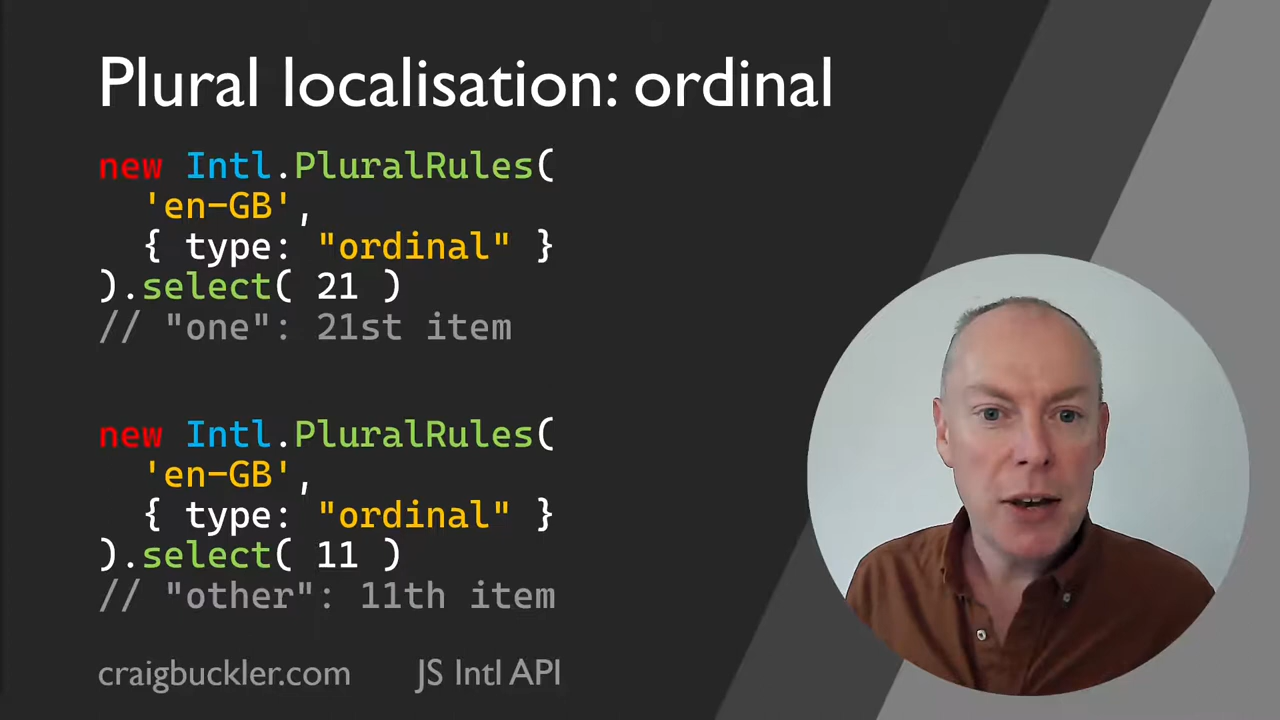 Plural localisation: ordinal
new Intl.PluralRules(
'en-GB',
{ type: "ordinal" }
).select( 21 )
// "one": 21st item
new Intl.PluralRules(
'en-GB',
{ type: "ordinal" }
).select( 11 )
// "other": 11th item
craigbuckler.com JS Intl API